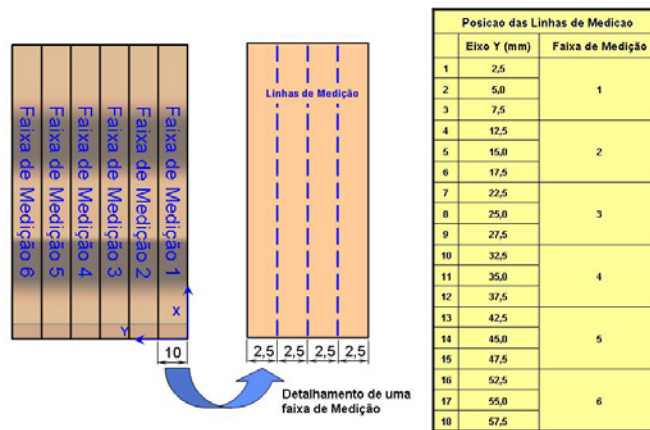 Faixa de Medição 6
Faixa de Medição 5
Faixa de Medição 4
Faixa de Medição 3
Faixa de Medição 2
Faixa de Medição 1
X
Y
10
Linhas de Medição
2,5 2,5 2,5 2,5
Detalhamento de uma
faixa de Medição
Posicao das Linhas de Medicao
Eixo Y (mm) Faixa de Medição
1 2,5
2 5,0 1
3 7,5
4 12,5
5 15,0 2
6 17,5
7 22,5
8 25,0 3
9 27,5
10 32,5
11 35,0 4
12 37,5
13 42,5
14 45,0 5
15 47,5
16 52,5
17 55,0 6
18 57,5